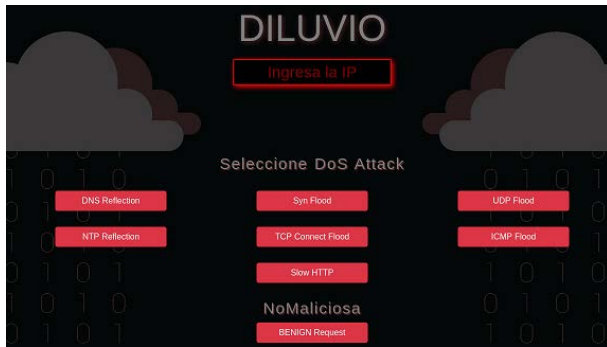 DILUVIO
Ingresa la IP
Seleccione DoS Attack
DNS Reflection
Syn Flood
UDP Flood
NTP Reflection
TCP Connect Flood
ICMP Flood
Slow HTTP
NoMaliciosa
BENIGN Request